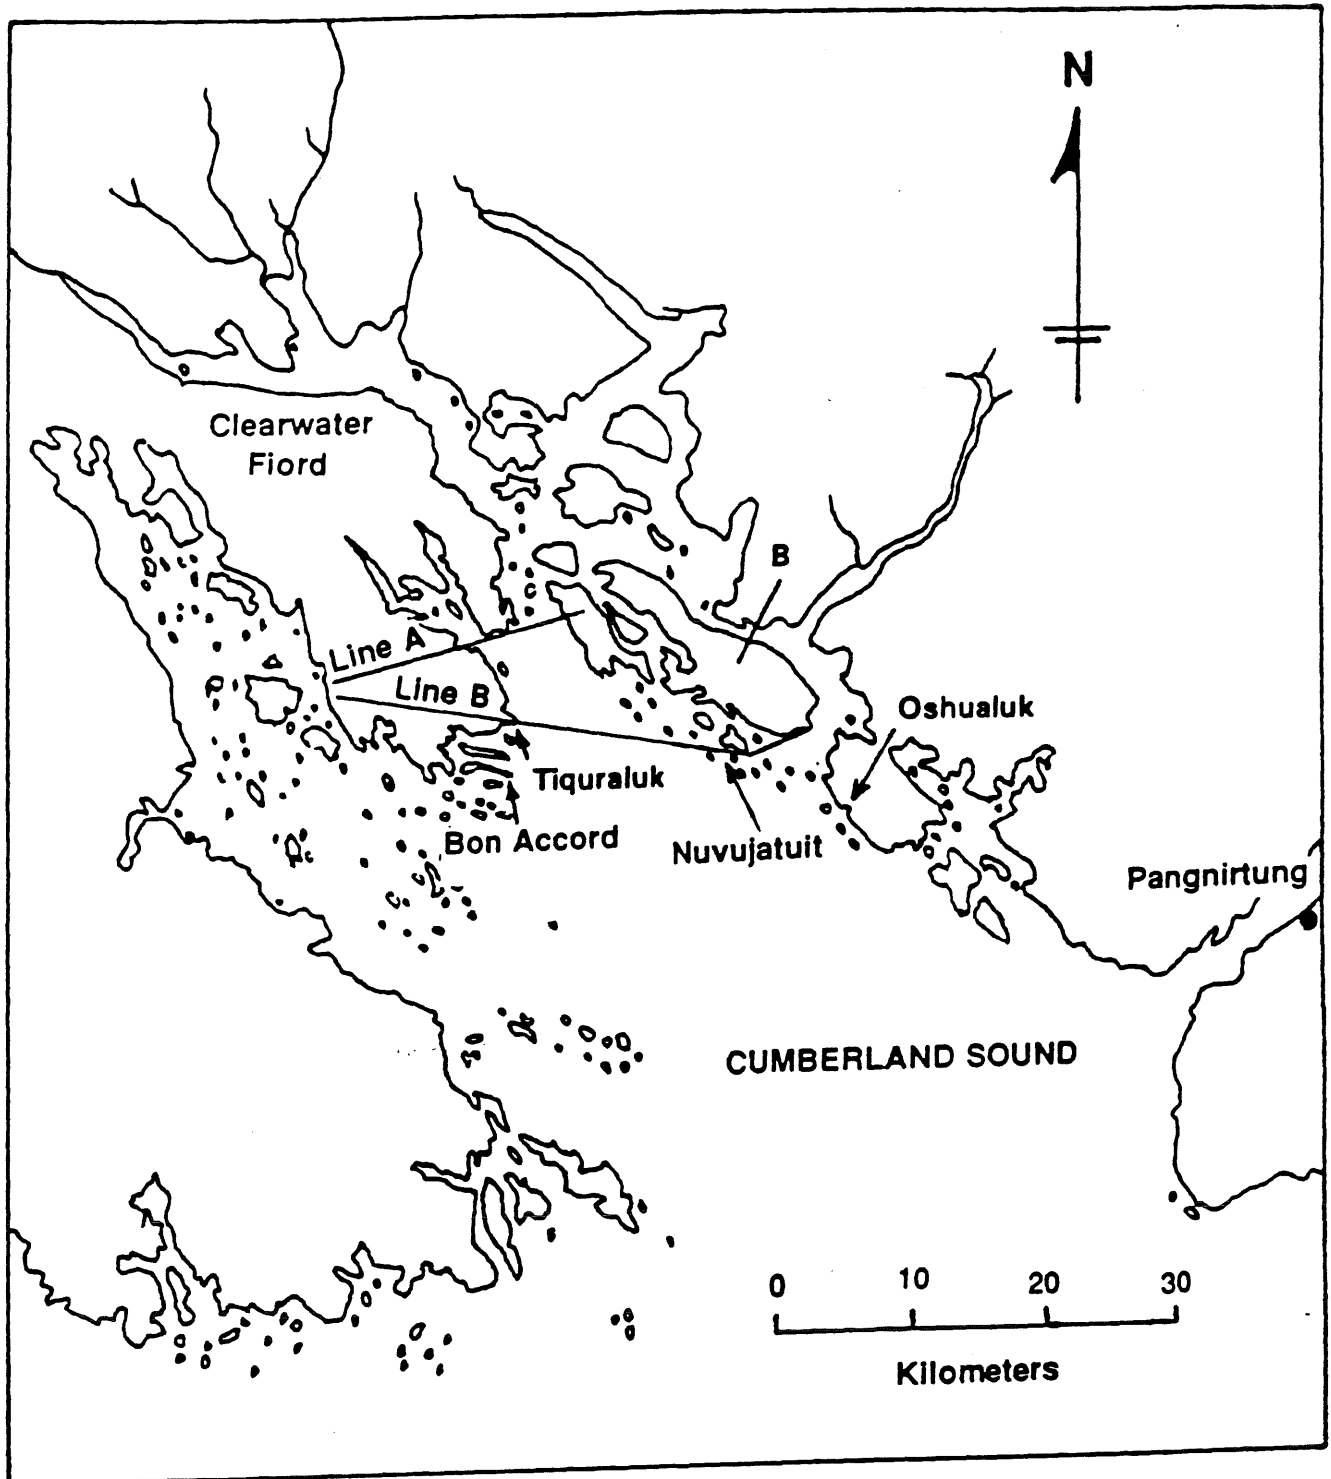 N
Clearwater
Fiord
B
Line A
Line B
Oshualuk
Tiquraluk
Bon Accord
Nuvujatuit
Pangnirtung
CUMBERLAND SOUND
0 10 20 30
Kilometers